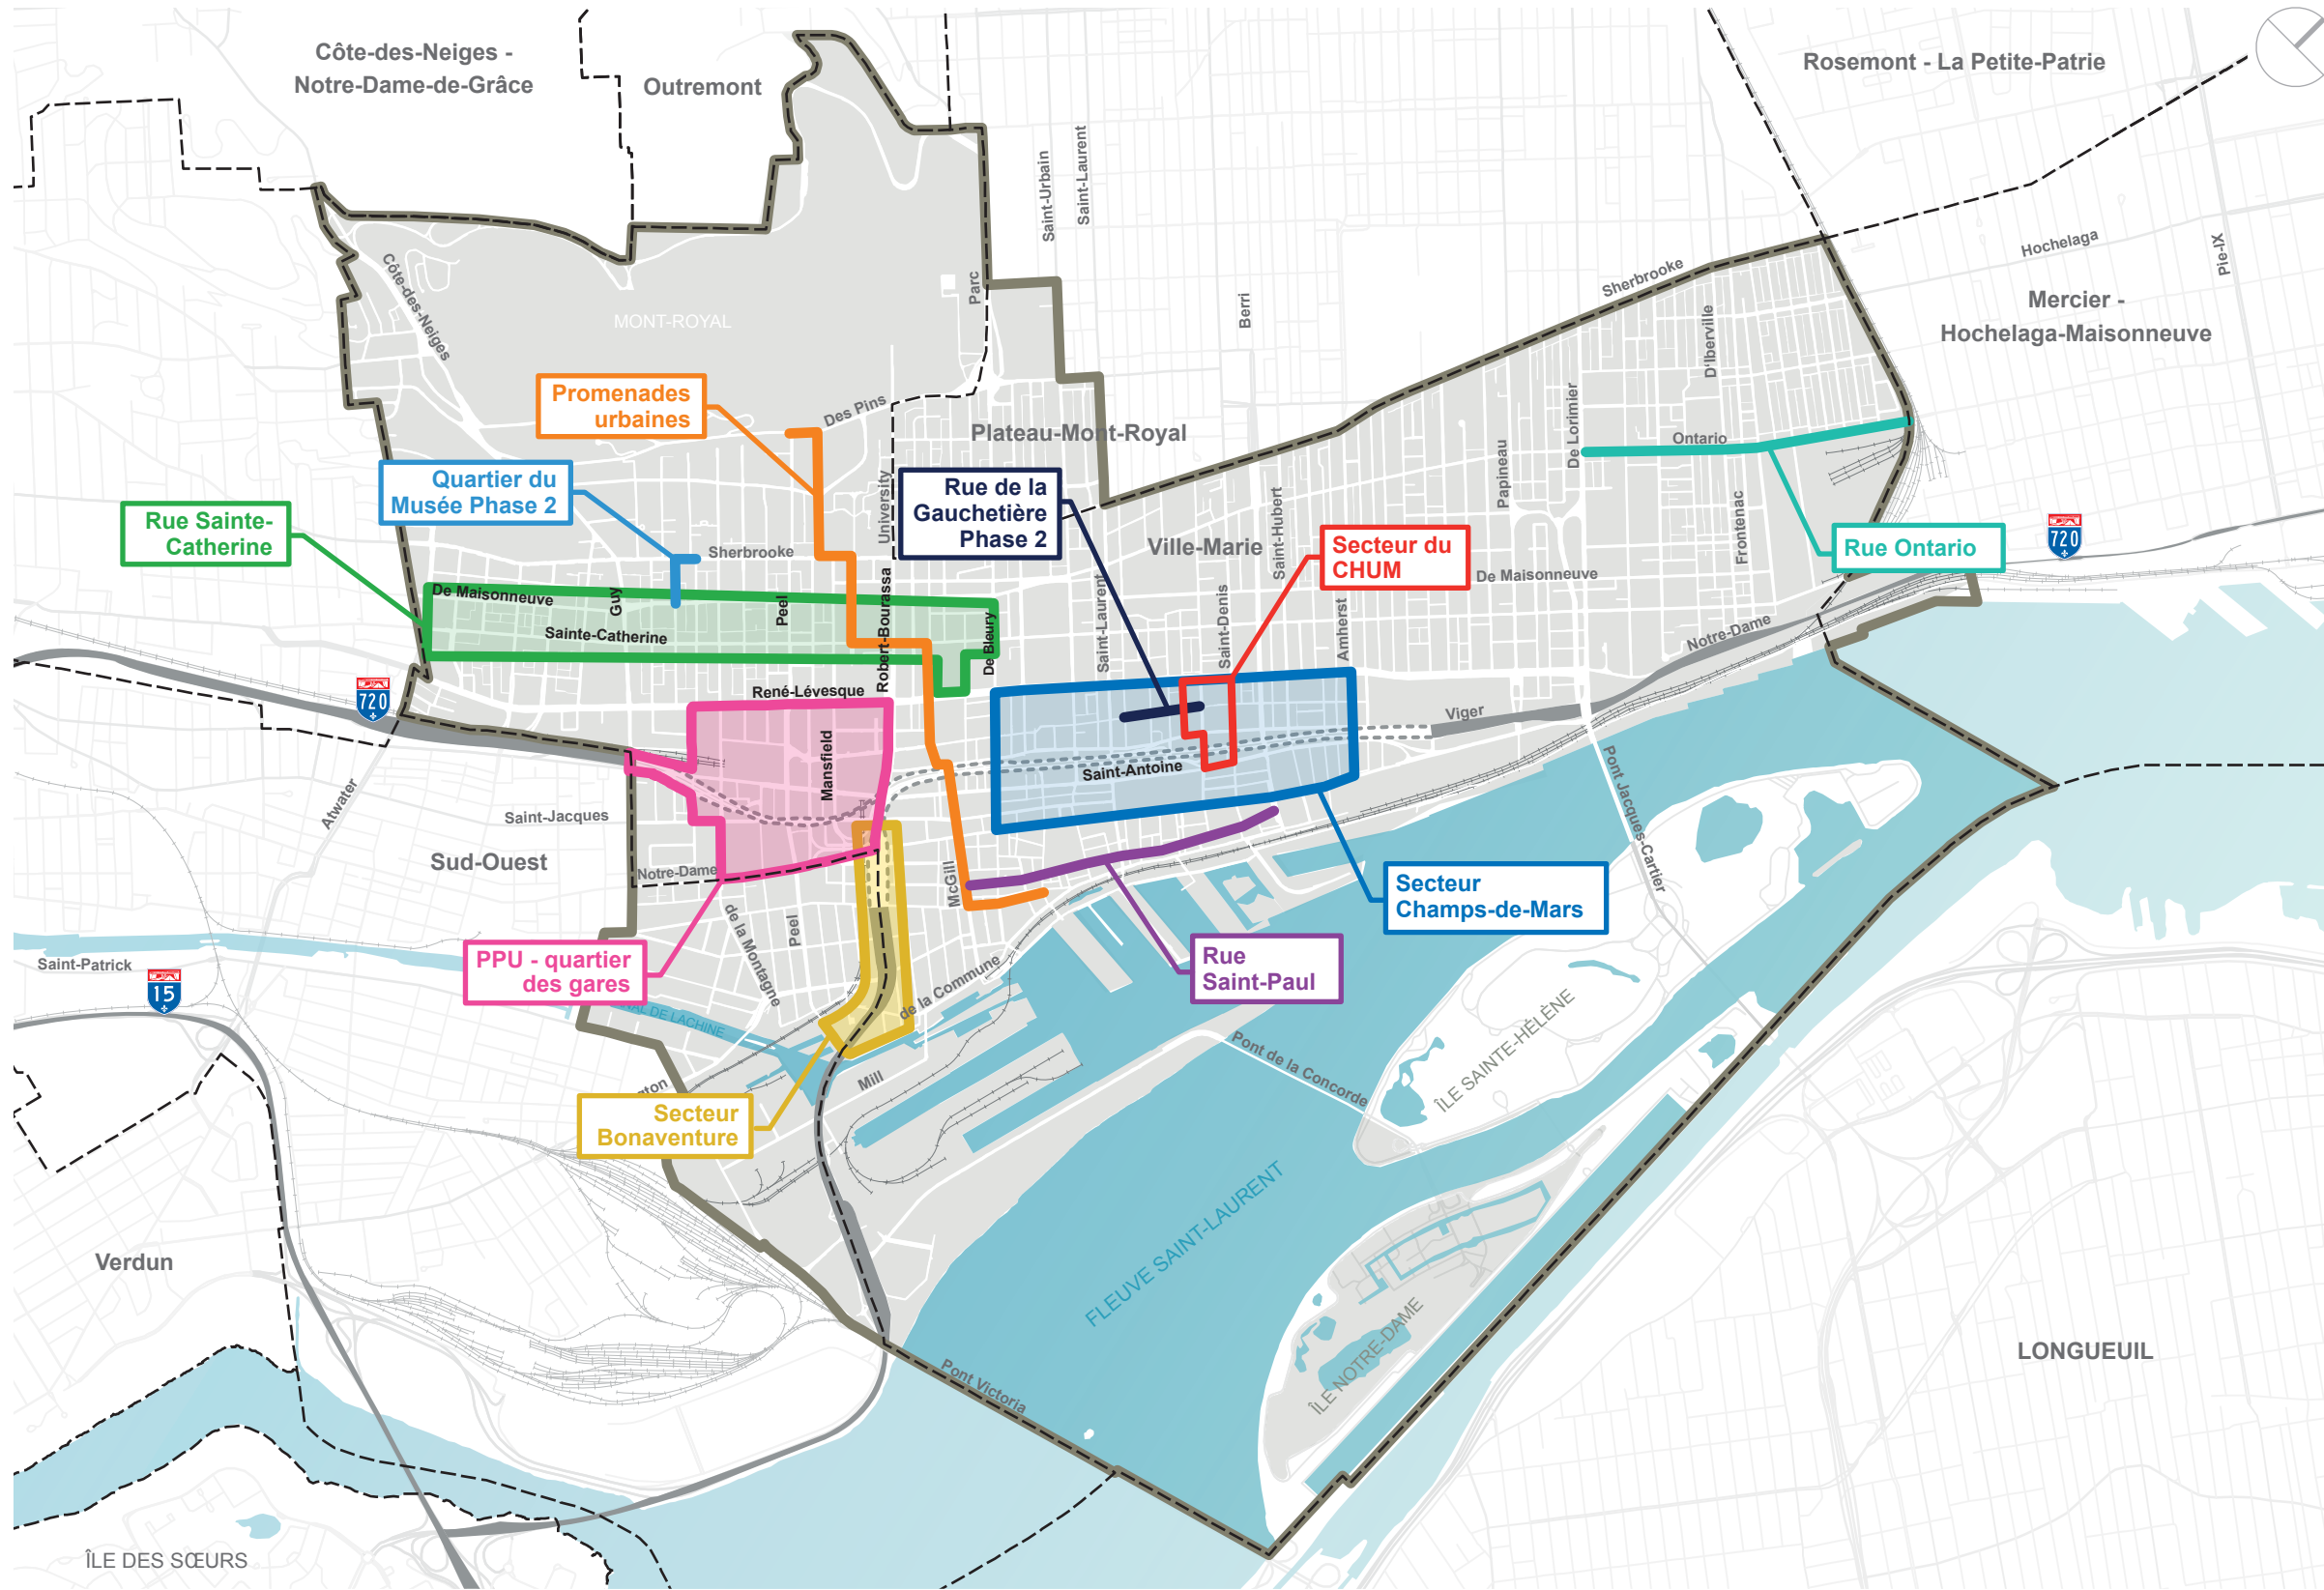 Côte-des-Neiges -
Notre-Dame-de-Grâce
Outremont
Rosemont - La Petite-Patrie
Saint-Urbain
Saint-Laurent
Hochelaga
Pie-IX
Côte-des-Neiges
Parc
Sherbrooke
Berri
Mercier -
Hochelaga-Maisonneuve
MONT-ROYAL
D'Iberville
Promenades
urbaines
Des Pins
De Lorimier
Plateau-Mont-Royal
Ontario
Papineau
Quartier du
Musée Phase 2
University
Rue de la
Gauchetière
Phase 2
Saint-Hubert
Frontenac
Rue Sainte-
Catherine
Sherbrooke
Ville-Marie
Secteur du
CHUM
Rue Ontario
720
De Maisonneuve
De Maisonneuve
Guy
Peel
Robert-Bourassa
De Bleury
Saint-Laurent
Saint-Denis
Amherst
Sainte-Catherine
Notre-Dame
René-Lévesque
720
Viger
Mansfield
Saint-Antoine
Pont Jacques-Cartier
Atwater
Saint-Jacques
Sud-Ouest
Notre-Dame
McGill
Secteur
Champs-de-Mars
de la Montagne
Peel
PPU - quartier
des gares
Rue
Saint-Paul
Saint-Patrick
15
de la Commune
DE LACHINE
Pont de la Concorde
ÎLE SAINTE-HÉLÈNE
Mill
Secteur
Bonaventure
FLEUVE SAINT-LAURENT
Verdun
ÎLE NOTRE-DAME
LONGUEUIL
Pont Victoria
ÎLE DES SŒURS